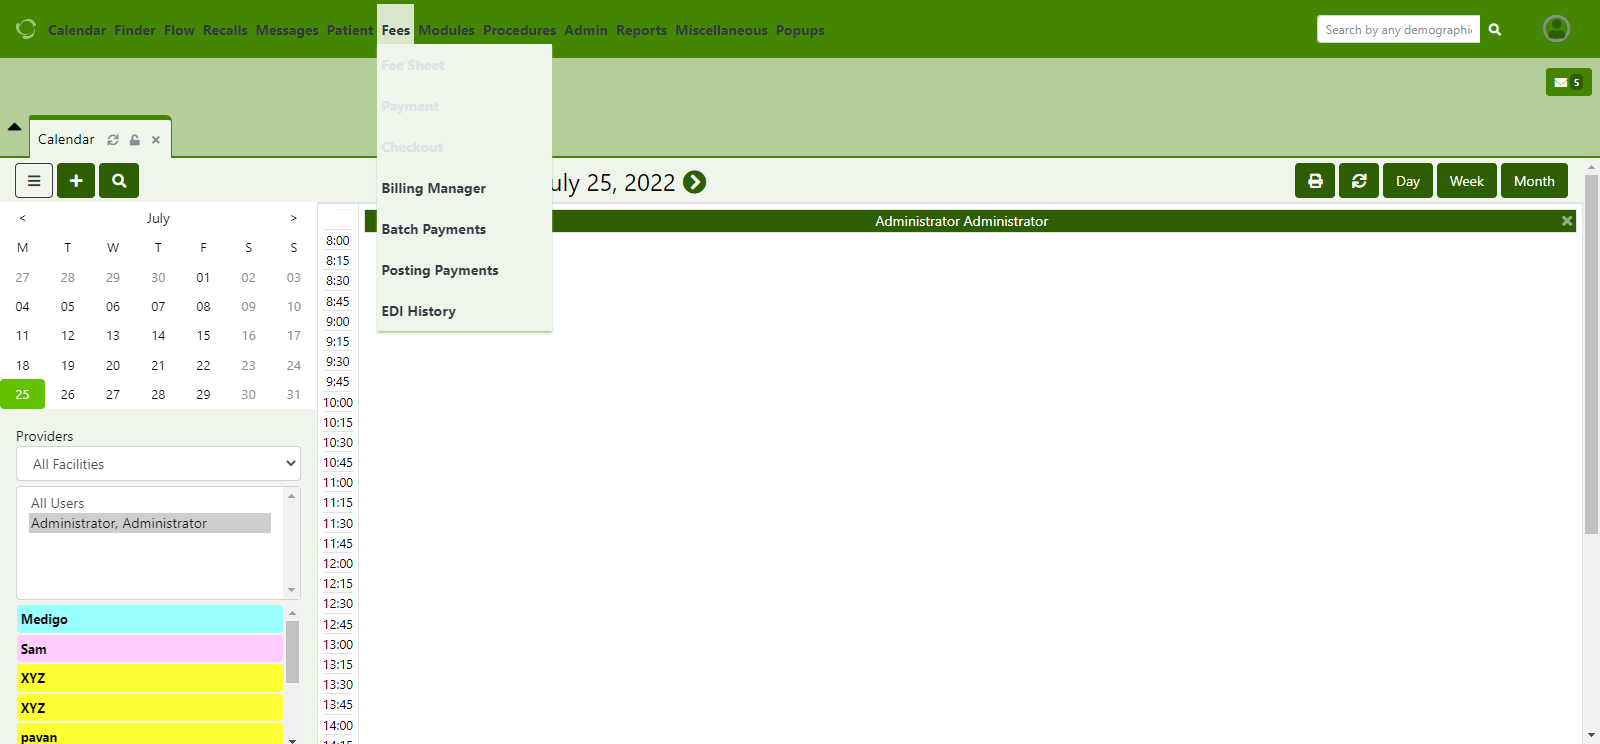 Calendar Finder Flow Recalls Messages Patient Fees Modules Procedures Admin Reports Miscellaneous Popups
Search by any demographic
5
Calendar
Fee Sheet
Payment
Checkout
Billing Manager
Batch Payments
Posting Payments
EDI History
uly 25, 2022
Day Week Month
< July >
M T W T F S S
27 28 29 30 01 02 03
04 05 06 07 08 09 10
11 12 13 14 15 16 17
18 19 20 21 22 23 24
25 26 27 28 29 30 31
Providers
All Facilities
All Users
Administrator, Administrator
Medigo
Sam
XYZ
XYZ
pavan
Administrator Administrator
8:00
8:15
8:30
8:45
9:00
9:15
9:30
9:45
10:00
10:15
10:30
10:45
11:00
11:15
11:30
11:45
12:00
12:15
12:30
12:45
13:00
13:15
13:30
13:45
14:00
14:15